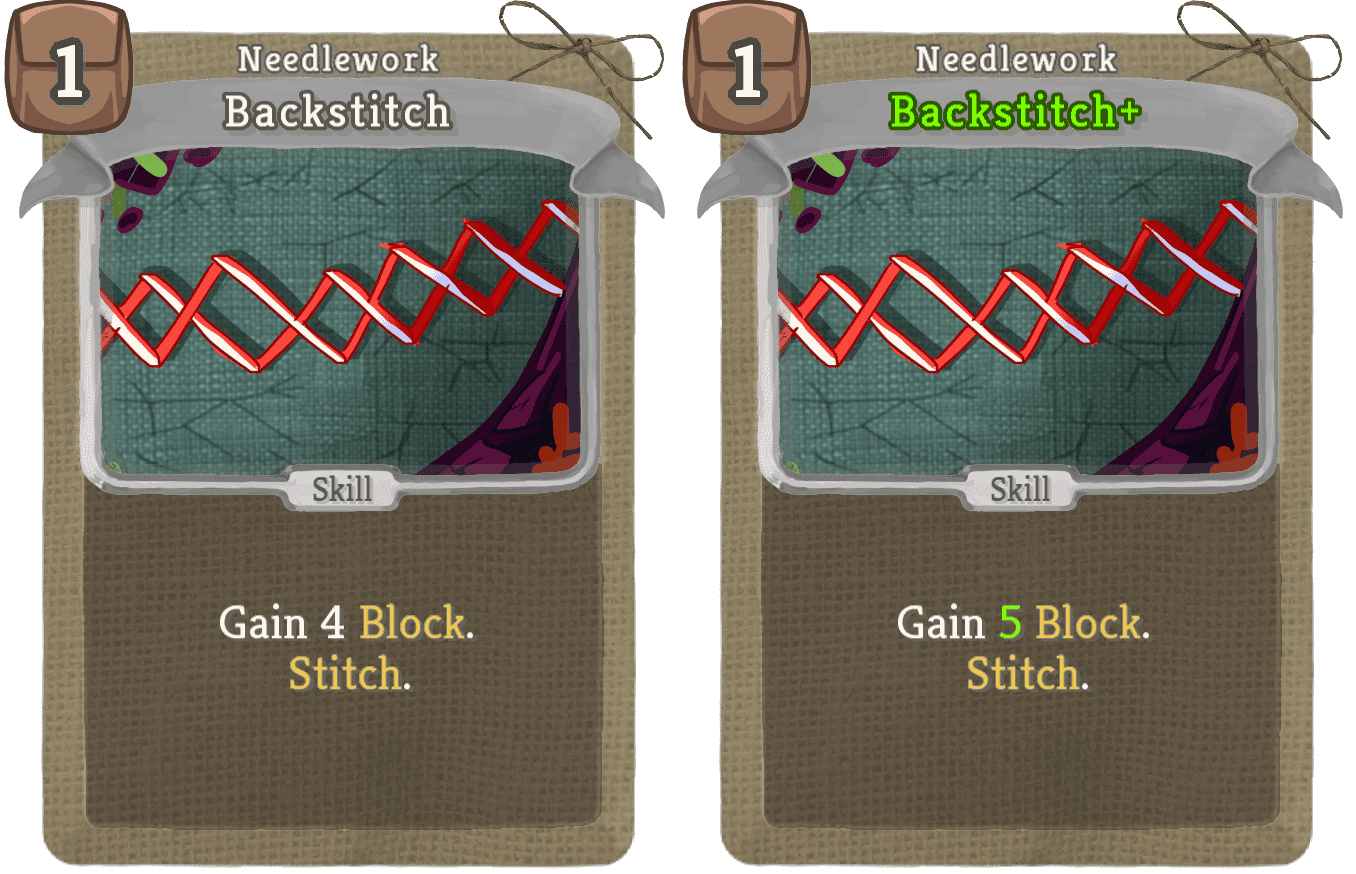 1
Needlework
Backstitch
Skill
Gain 4 Block.
Stitch.
1
Needlework
Backstitch+
Skill
Gain 5 Block.
Stitch.